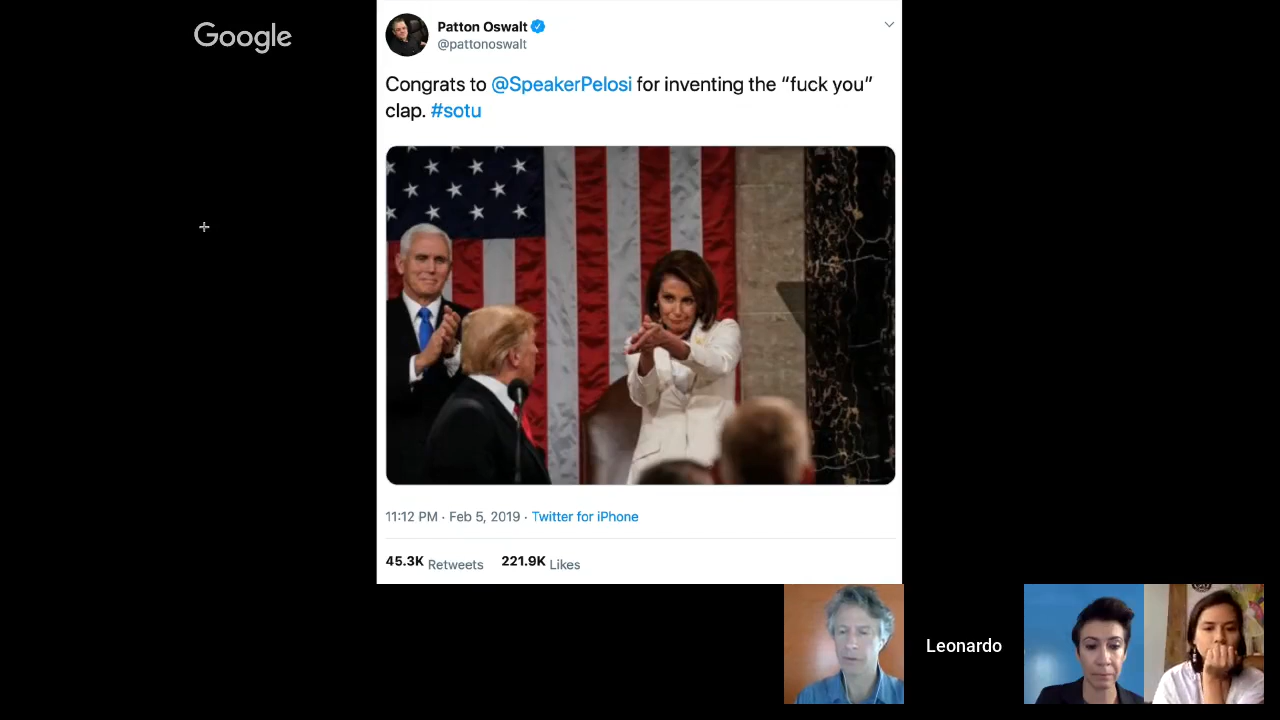 Google
Patton Oswalt
@pattonoswalt
Congrats to @SpeakerPelosi for inventing the “fuck you”
clap. #sotu
11:12 PM · Feb 5, 2019 · Twitter for iPhone
45.3K Retweets 221.9K Likes
Leonardo